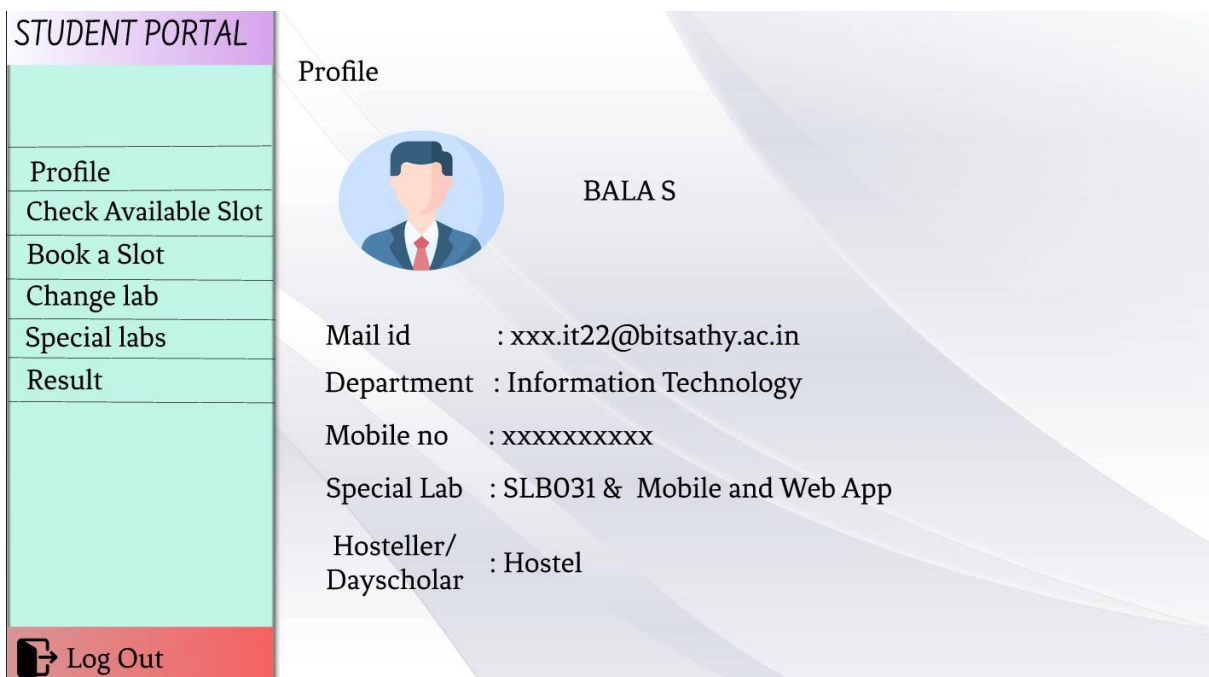 STUDENT PORTAL
Profile
Check Available Slot
Book a Slot
Change lab
Special labs
Result
Log Out
Profile
BALA S
Mail id : xxx.it22@bitsathy.ac.in
Department : Information Technology
Mobile no : xxxxxxxxxx
Special Lab : SLB031 & Mobile and Web App
Hosteller/
Dayscholar : Hostel